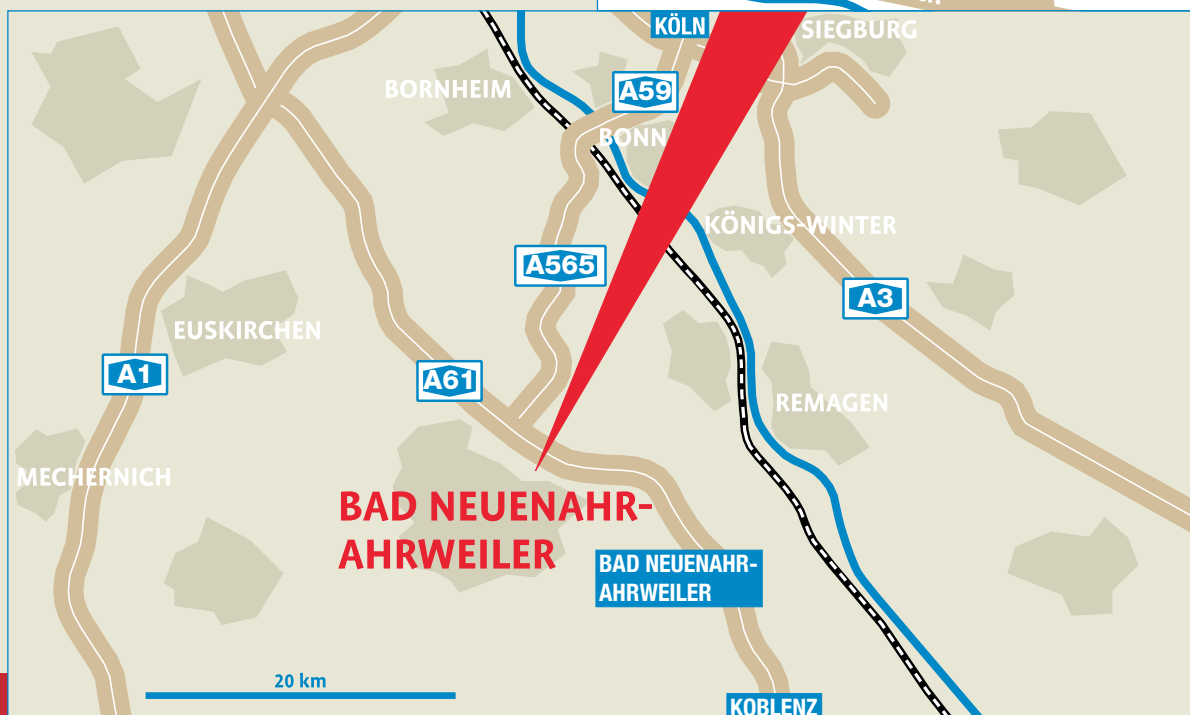 KÖLN
SIEGBURG
BORNHEIM
A59
BONN
KÖNIGS-WINTER
A565
A3
EUSKIRCHEN
A1
A61
REMAGEN
MECHERNICH
BAD NEUENAHR-
AHRWEILER
BAD NEUENAHR-
AHRWEILER
20 km
KOBLENZ